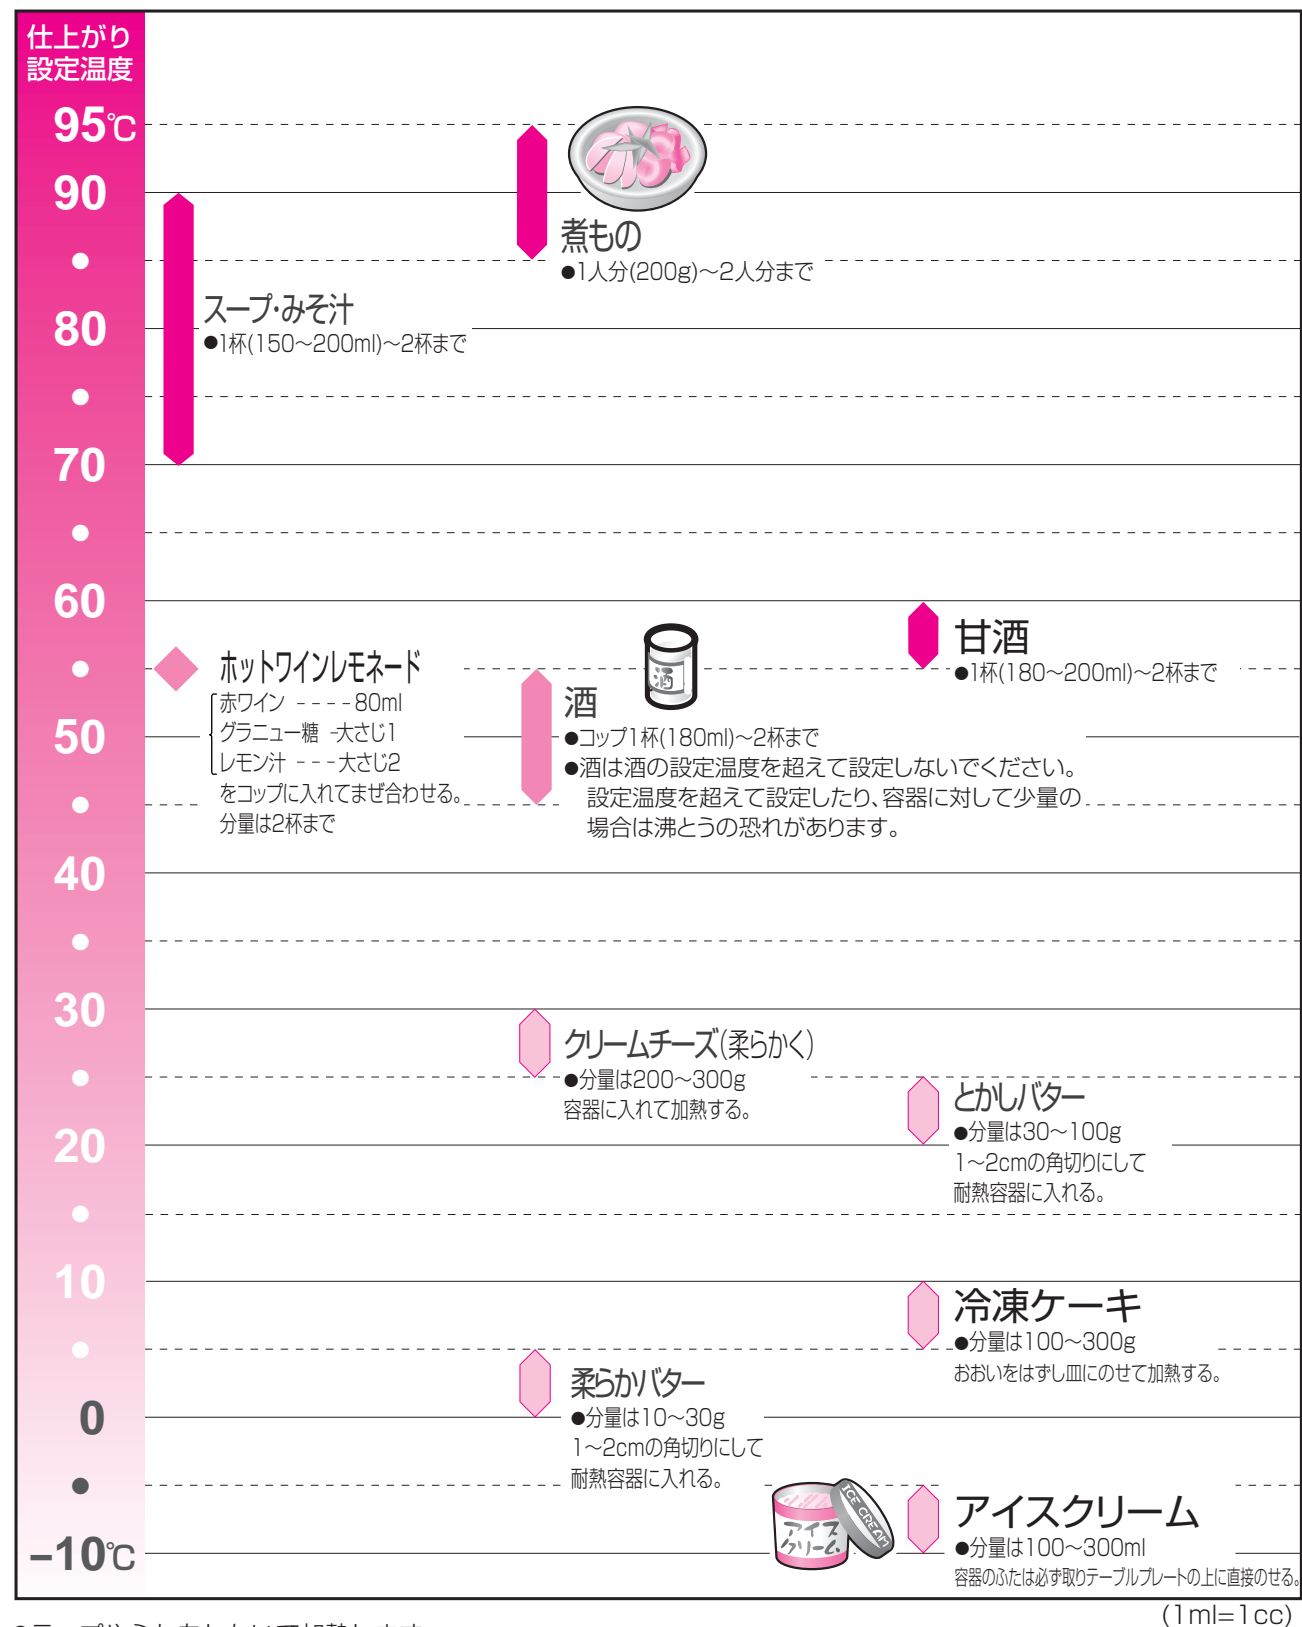 仕上がり
設定温度
95℃
90
80
70
60
50
40
30
20
10
0
−10℃
煮もの
●1人分(200g)～2人分まで
スープ・みそ汁
●1杯(150～200ml)～2杯まで
甘酒
●1杯(180～200ml)～2杯まで
ホットワインレモネード
赤ワイン ----80ml
グラニュー糖 -大さじ1
レモン汁 ---大さじ2
をコップに入れてまぜ合わせる。
分量は2杯まで
酒
酒
●コップ1杯(180ml)～2杯まで
●酒は酒の設定温度を超えて設定しないでください。
設定温度を超えて設定したり、容器に対して少量の
場合は沸とうの恐れがあります。
クリームチーズ(柔らかく)
●分量は200～300g
容器に入れて加熱する。
とかしバター
●分量は30～100g
1～2cmの角切りにして
耐熱容器に入れる。
冷凍ケーキ
●分量は100～300g
おおいをはずし皿にのせて加熱する。
柔らかバター
●分量は10～30g
1～2cmの角切りにして
耐熱容器に入れる。
ICE CREAM
アイス
クリーム
アイスクリーム
●分量は100～300ml
容器のふたは必ず取りテーブルプレートの上に直接のせる。
(1ml=1cc)